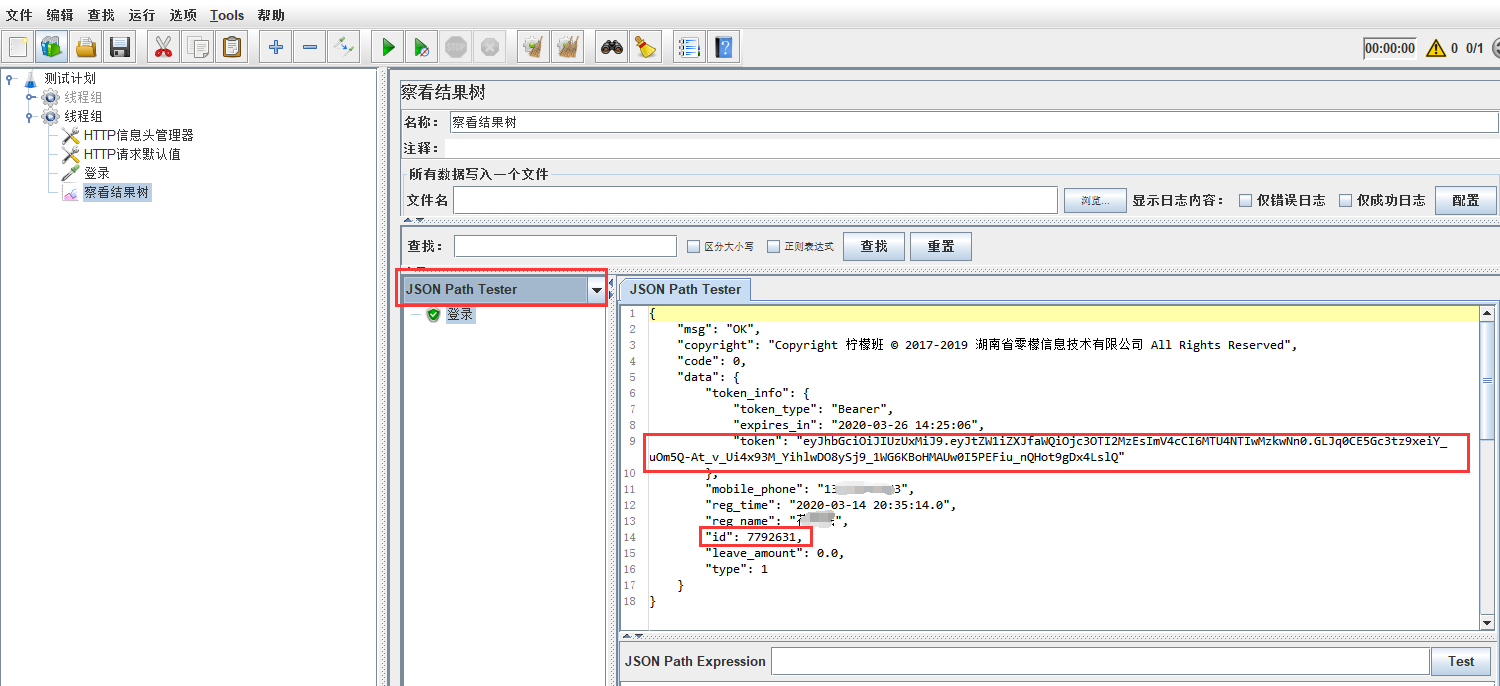 文件 编辑 查找 运行 选项 Tools 帮助
00:00:00 0 0/1
测试计划
线程组
线程组
HTTP信息头管理器
HTTP请求默认值
登录
察看结果树
察看结果树
名称： 察看结果树
注释：
所有数据写入一个文件
文件名 浏览... 显示日志内容： 仅错误日志 仅成功日志 配置
查找： 区分大小写 正则表达式 查找 重置
JSON Path Tester
登录
JSON Path Tester
1 {
2 "msg": "OK",
3 "copyright": "Copyright 柠檬班 © 2017-2019 湖南省零檬信息技术有限公司 All Rights Reserved",
4 "code": 0,
5 "data": {
6 "token_info": {
7 "token_type": "Bearer",
8 "expires_in": "2020-03-26 14:25:06",
9 "token": "eyJhbGciOiJIUzUxMiJ9.eyJtZW1iZXJfaWQiOjc3OTI2MzEsImV4cCI6MTU4NTIwMzkwNn0.GLJq0CE5Gc3tz9xeiY_
uOm5Q-At_v_Ui4x93M_YihlwDO8ySj9_1WG6KBoHMAUw0I5PEFiu_nQHot9gDx4LslQ"
10 },
11 "mobile_phone": "13 3",
12 "reg_time": "2020-03-14 20:35:14.0",
13 "reg_name": " ",
14 "id": 7792631,
15 "leave_amount": 0.0,
16 "type": 1
17 }
18 }
JSON Path Expression Test